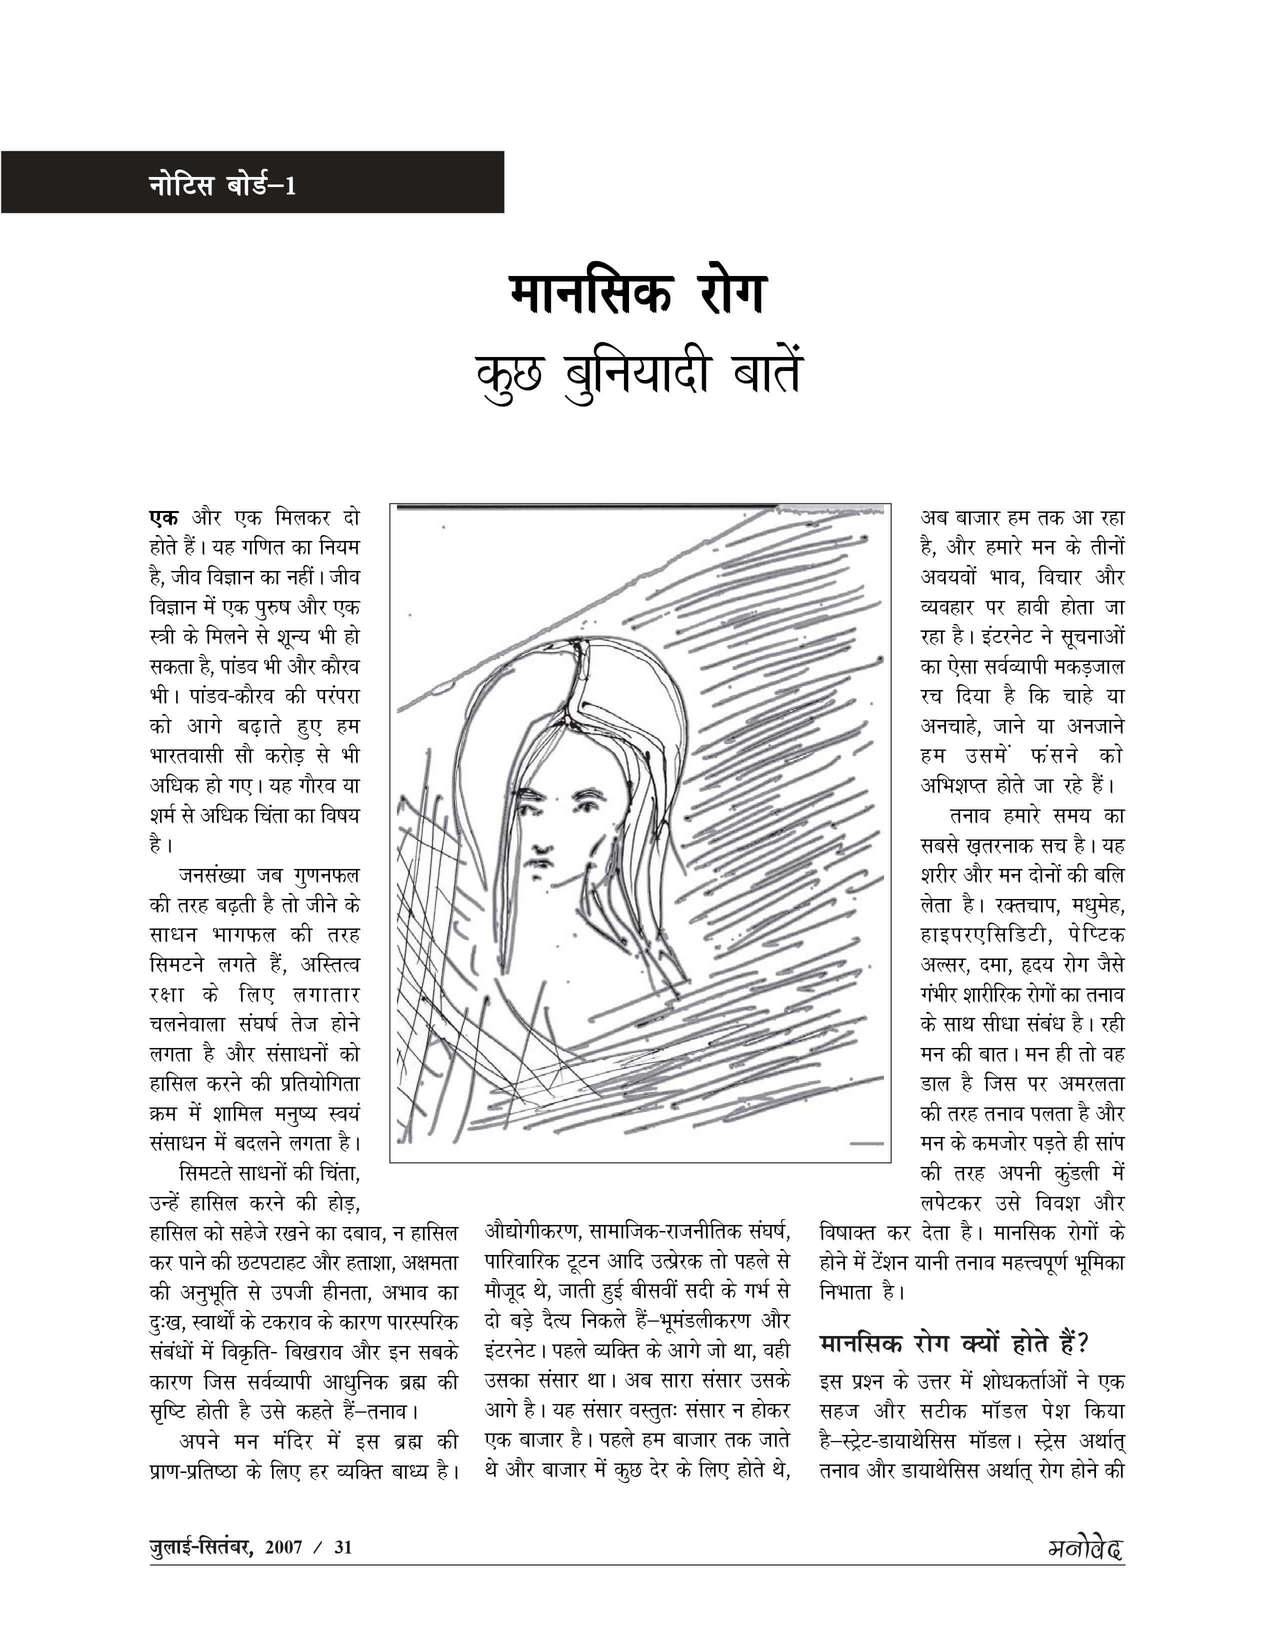 नोटिस बोर्ड–1
मानसिक रोग
कुछ बुनियादी बातें
एक और एक मिलकर दो
होते हैं। यह गणित का नियम
है, जीव विज्ञान का नहीं। जीव
विज्ञान में एक पुरुष और एक
स्त्री के मिलने से शून्य भी हो
सकता है, पांडव भी और कौरव
भी। पांडव-कौरव की परंपरा
को आगे बढ़ाते हुए हम
भारतवासी सौ करोड़ से भी
अधिक हो गए। यह गौरव या
शर्म से अधिक चिंता का विषय
है।
जनसंख्या जब गुणनफल
की तरह बढ़ती है तो जीने के
साधन भागफल की तरह
सिमटने लगते हैं, अस्तित्व
रक्षा के लिए लगातार
चलनेवाला संघर्ष तेज होने
लगता है और संसाधनों को
हासिल करने की प्रतियोगिता
क्रम में शामिल मनुष्य स्वयं
संसाधन में बदलने लगता है।
सिमटते साधनों की चिंता,
उन्हें हासिल करने की होड़,
हासिल को सहेजे रखने का दबाव, न हासिल
कर पाने की छटपटाहट और हताशा, अक्षमता
की अनुभूति से उपजी हीनता, अभाव का
दुःख, स्वार्थों के टकराव के कारण पारस्परिक
संबंधों में विकृति- बिखराव और इन सबके
कारण जिस सर्वव्यापी आधुनिक ब्रह्म की
सृष्टि होती है उसे कहते हैं–तनाव।
अपने मन मंदिर में इस ब्रह्म की
प्राण-प्रतिष्ठा के लिए हर व्यक्ति बाध्य है।
औद्योगीकरण, सामाजिक-राजनीतिक संघर्ष,
पारिवारिक टूटन आदि उत्प्रेरक तो पहले से
मौजूद थे, जाती हुई बीसवीं सदी के गर्भ से
दो बड़े दैत्य निकले हैं–भूमंडलीकरण और
इंटरनेट। पहले व्यक्ति के आगे जो था, वही
उसका संसार था। अब सारा संसार उसके
आगे है। यह संसार वस्तुतः संसार न होकर
एक बाजार है। पहले हम बाजार तक जाते
थे और बाजार में कुछ देर के लिए होते थे,
अब बाजार हम तक आ रहा
है, और हमारे मन के तीनों
अवयवों भाव, विचार और
व्यवहार पर हावी होता जा
रहा है। इंटरनेट ने सूचनाओं
का ऐसा सर्वव्यापी मकड़जाल
रच दिया है कि चाहे या
अनचाहे, जाने या अनजाने
हम उसमें फंसने को
अभिशप्त होते जा रहे हैं।
तनाव हमारे समय का
सबसे ख़तरनाक सच है। यह
शरीर और मन दोनों की बलि
लेता है। रक्तचाप, मधुमेह,
हाइपरएसिडिटी, पेप्टिक
अल्सर, दमा, हृदय रोग जैसे
गंभीर शारीरिक रोगों का तनाव
के साथ सीधा संबंध है। रही
मन की बात। मन ही तो वह
डाल है जिस पर अमरलता
की तरह तनाव पलता है और
मन के कमजोर पड़ते ही सांप
की तरह अपनी कुंडली में
लपेटकर उसे विवश और
विषाक्त कर देता है। मानसिक रोगों के
होने में टेंशन यानी तनाव महत्त्वपूर्ण भूमिका
निभाता है।
मानसिक रोग क्यों होते हैं?
इस प्रश्न के उत्तर में शोधकर्ताओं ने एक
सहज और सटीक मॉडल पेश किया
है–स्ट्रेट-डायाथेसिस मॉडल। स्ट्रेस अर्थात्
तनाव और डायाथेसिस अर्थात् रोग होने की
जुलाई-सितंबर, 2007 / 31
मनोवेद